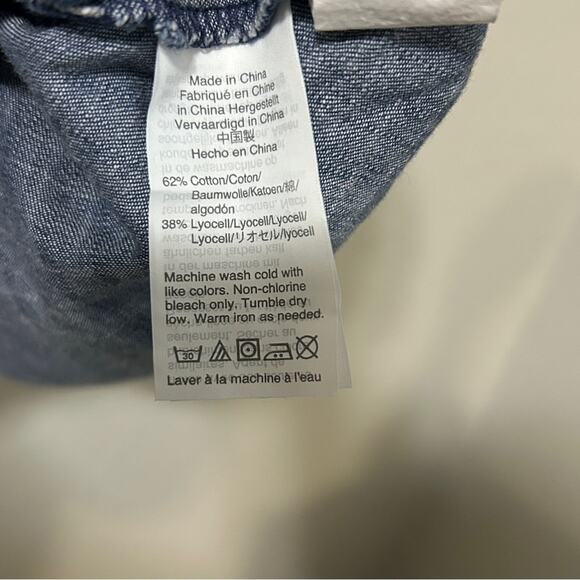 Made in China
Fabriqué en China
in China Hergestellt
Vervaardigd in China
中国製
Hecho en China
62% Cotton/Coton/
Baumwolle/Katoen/綿/
algodón
38% Lyocell/Lyocell/Lyocell/
Lyocell/リオセル/lyocell
Machine wash cold with
like colors. Non-chlorine
bleach only. Tumble dry
low. Warm iron as needed.
30
Laver à la machine à l'eau